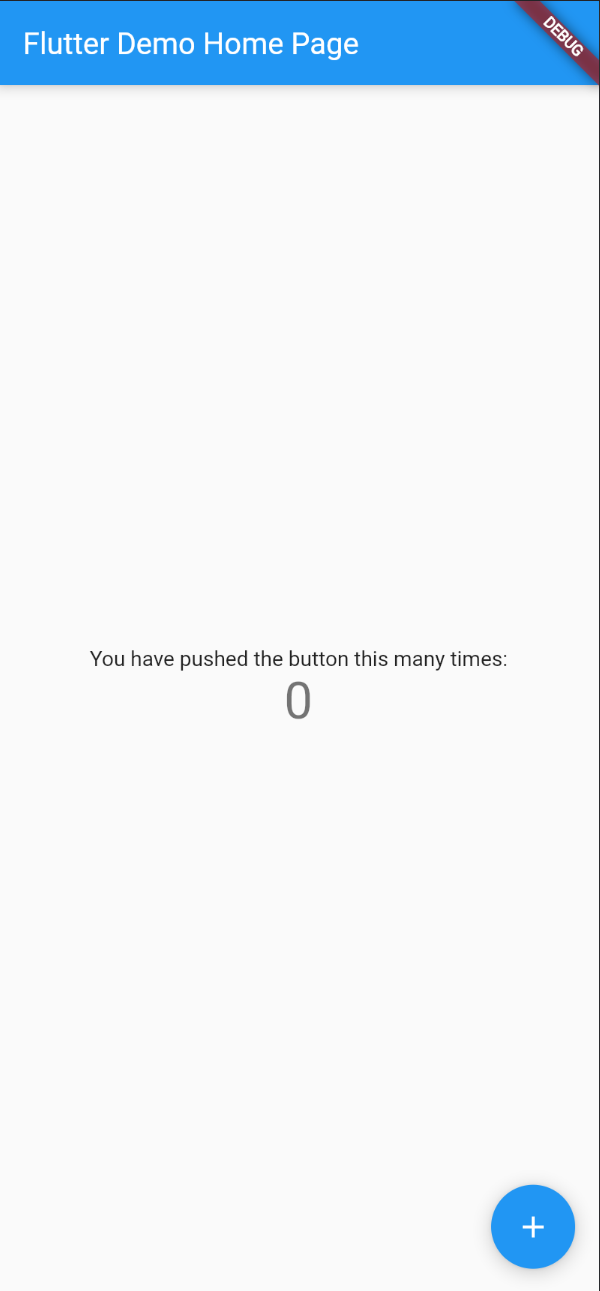 Flutter Demo Home Page
DEBUG
You have pushed the button this many times:
0
+